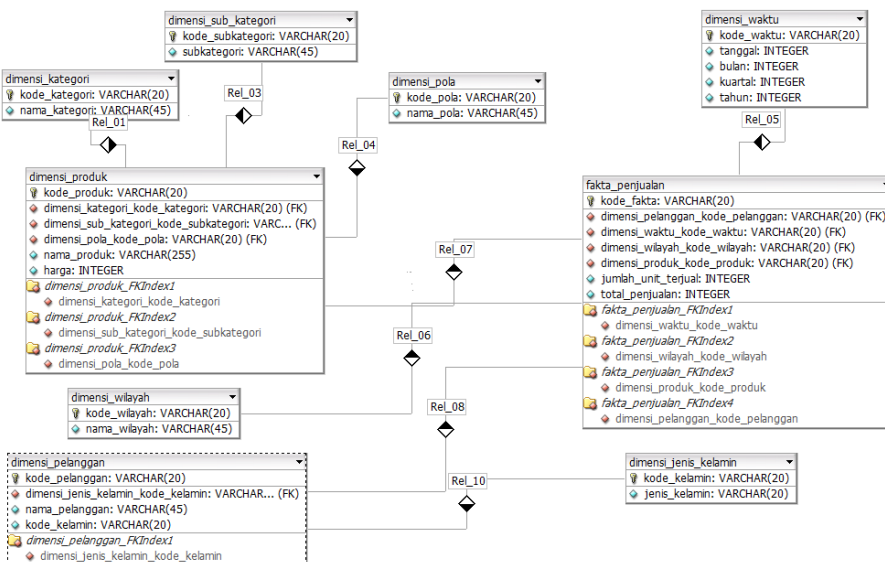 dimensi_sub_kategori
kode_subkategori: VARCHAR(20)
subkategori: VARCHAR(45)
dimensi_waktu
kode_waktu: VARCHAR(20)
tanggal: INTEGER
bulan: INTEGER
kuartal: INTEGER
tahun: INTEGER
dimensi_kategori
kode_kategori: VARCHAR(20)
nama_kategori: VARCHAR(45)
dimensi_pola
kode_pola: VARCHAR(20)
nama_pola: VARCHAR(45)
Rel_01
Rel_03
Rel_04
Rel_05
dimensi_produk
kode_produk: VARCHAR(20)
dimensi_kategori_kode_kategori: VARCHAR(20) (FK)
dimensi_sub_kategori_kode_subkategori: VARC... (FK)
dimensi_pola_kode_pola: VARCHAR(20) (FK)
nama_produk: VARCHAR(255)
harga: INTEGER
dimensi_produk_FKIndex1
dimensi_kategori_kode_kategori
dimensi_produk_FKIndex2
dimensi_sub_kategori_kode_subkategori
dimensi_produk_FKIndex3
dimensi_pola_kode_pola
fakta_penjualan
kode_fakta: VARCHAR(20)
dimensi_pelanggan_kode_pelanggan: VARCHAR(20) (FK)
dimensi_waktu_kode_waktu: VARCHAR(20) (FK)
dimensi_wilayah_kode_wilayah: VARCHAR(20) (FK)
dimensi_produk_kode_produk: VARCHAR(20) (FK)
jumlah_unit_terjual: INTEGER
total_penjualan: INTEGER
fakta_penjualan_FKIndex1
dimensi_waktu_kode_waktu
fakta_penjualan_FKIndex2
dimensi_wilayah_kode_wilayah
fakta_penjualan_FKIndex3
dimensi_produk_kode_produk
fakta_penjualan_FKIndex4
dimensi_pelanggan_kode_pelanggan
Rel_07
Rel_06
Rel_08
Rel_10
dimensi_wilayah
kode_wilayah: VARCHAR(20)
nama_wilayah: VARCHAR(45)
dimensi_pelanggan
kode_pelanggan: VARCHAR(20)
dimensi_jenis_kelamin_kode_kelamin: VARCHAR... (FK)
nama_pelanggan: VARCHAR(45)
kode_kelamin: VARCHAR(20)
dimensi_pelanggan_FKIndex1
dimensi_jenis_kelamin_kode_kelamin
dimensi_jenis_kelamin
kode_kelamin: VARCHAR(20)
jenis_kelamin: VARCHAR(20)